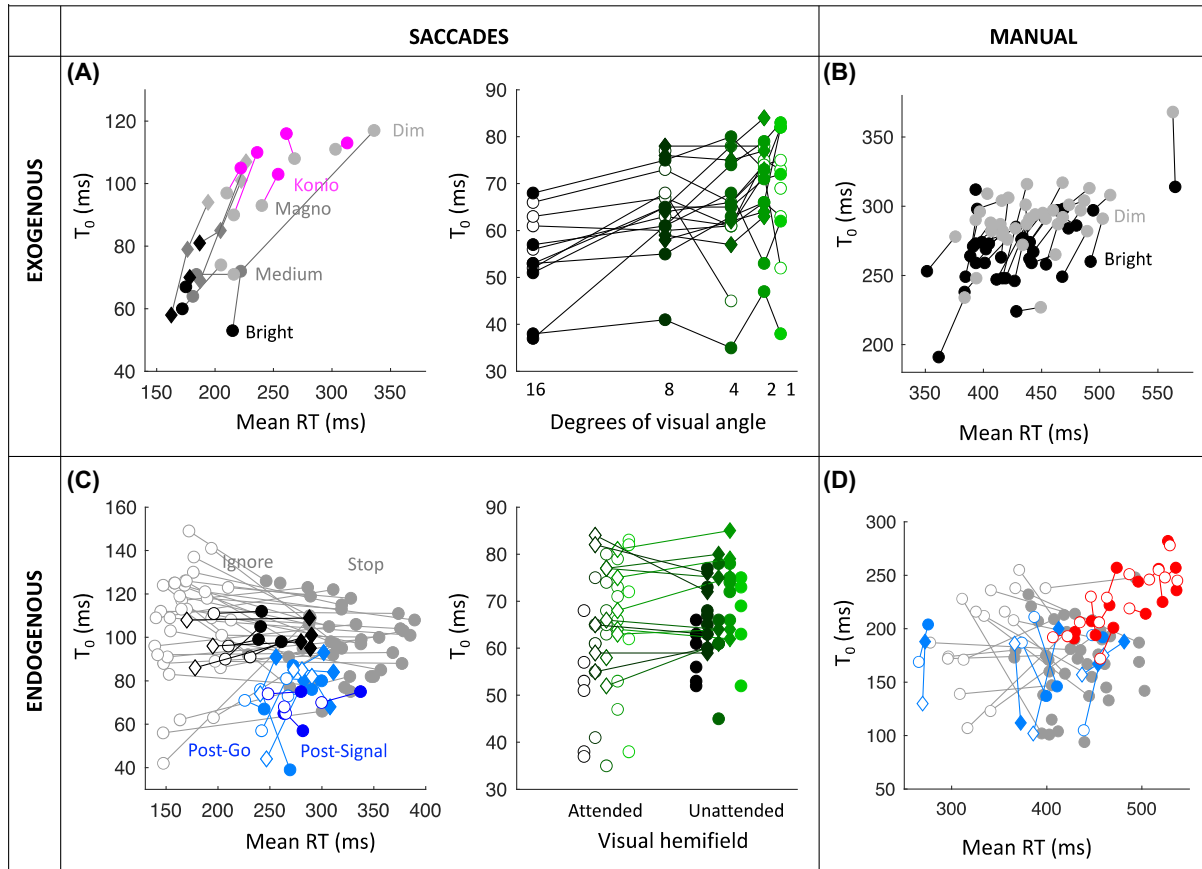 SACCADES
MANUAL
EXOGENOUS
(A)
T0 (ms)
120
100
80
60
40
150 200 250 300 350
Mean RT (ms)
Dim
Konio
Magno
Medium
Bright
T0 (ms)
90
80
70
60
50
40
30
16 8 4 2 1
Degrees of visual angle
(B)
T0 (ms)
350
300
250
200
350 400 450 500 550
Mean RT (ms)
Dim
Bright
ENDOGENOUS
(C)
T0 (ms)
160
140
120
100
80
60
40
150 200 250 300 350 400
Mean RT (ms)
Ignore Stop
Post-Go Post-Signal
T0 (ms)
90
80
70
60
50
40
30
Attended Unattended
Visual hemifield
(D)
T0 (ms)
300
250
200
150
100
50
300 400 500
Mean RT (ms)